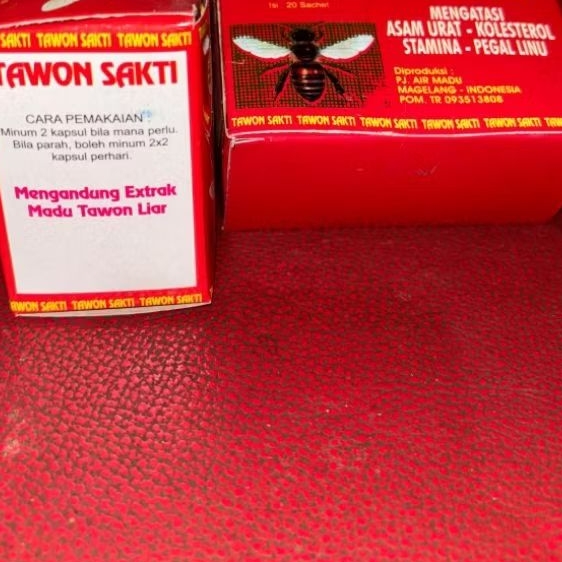 SAKTI TAWON SAKTI TAWON SAKTI
TAWON SAKTI
CARA PEMAKAIAN
Minum 2 kapsul bila mana perlu.
Bila parah, boleh minum 2x2
kapsul perhari.
Mengandung Extrak
Madu Tawon Liar
TAWON SAKTI TAWON SAKTI TAWON SAKTI
Isi : 20 Sachet
MENGATASI
ASAM URAT - KOLESTEROL
STAMINA - PEGAL LINU
Diproduksi :
PJ. AIR MADU
MAGELANG - INDONESIA
POM. TR 093513808
TAWON SAKTI TAWON SAKTI TAWON SAKTI TAWON SAKTI TAWON SAKTI